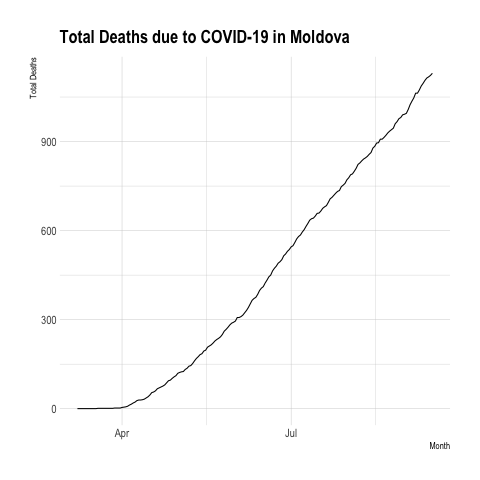 Total Deaths due to COVID-19 in Moldova
Total Deaths
900
600
300
0
Apr
Jul
Month